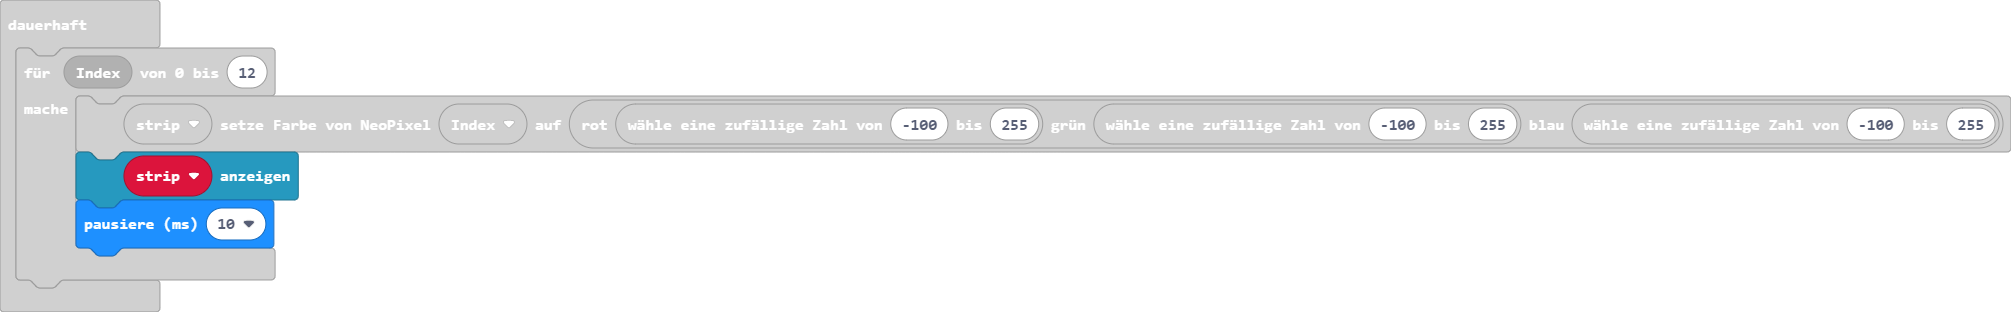 dauerhaft
für Index von 0 bis 12
mache
strip setze Farbe von NeoPixel Index auf rot wähle eine zufällige Zahl von -100 bis 255 grün wähle eine zufällige Zahl von -100 bis 255 blau wähle eine zufällige Zahl von -100 bis 255
strip anzeigen
pausiere (ms) 10